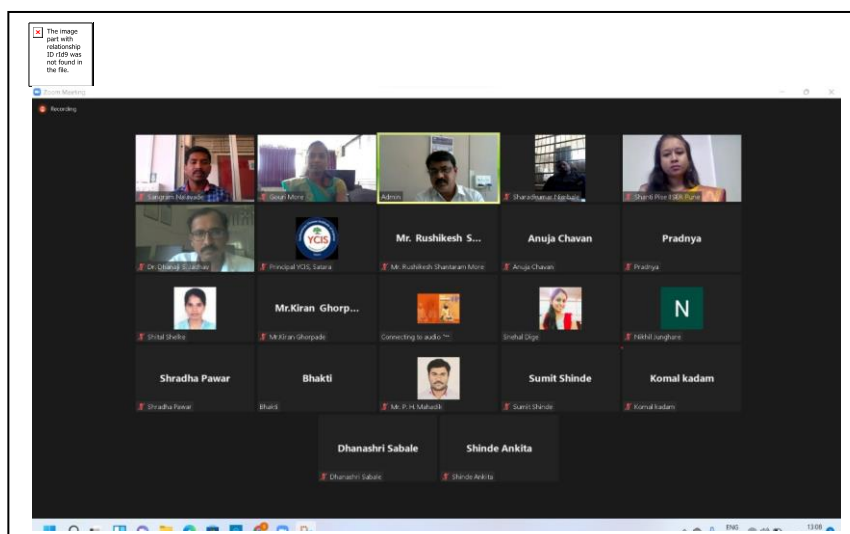 The image
part with
relationship
ID rId9 was
not found in
the file.
Zoom Meeting
Recording
Sangram Nalavade
Gouri More
Admin
Shanti Pise IISER Pune
Dr. Dhanaji S. Jadhav
YCIS
Principal YCIS, Satara
Mr. Rushikesh S...
Mr. Rushikesh Shantaram More
Anuja Chavan
Anuja Chavan
Pradnya
Pradnya
Shital Shelke
Mr.Kiran Ghorp...
Mr.Kiran Ghorpade
Connecting to audio
Snehal Dige
N
Nikhil Junghare
Shradha Pawar
Shradha Pawar
Bhakti
Bhakti
Mr. P. H. Mahadik
Sumit Shinde
Sumit Shinde
Komal kadam
Komal kadam
Dhanashri Sabale
Dhanashri Sabale
Shinde Ankita
Shinde Ankita
ENG
13:08